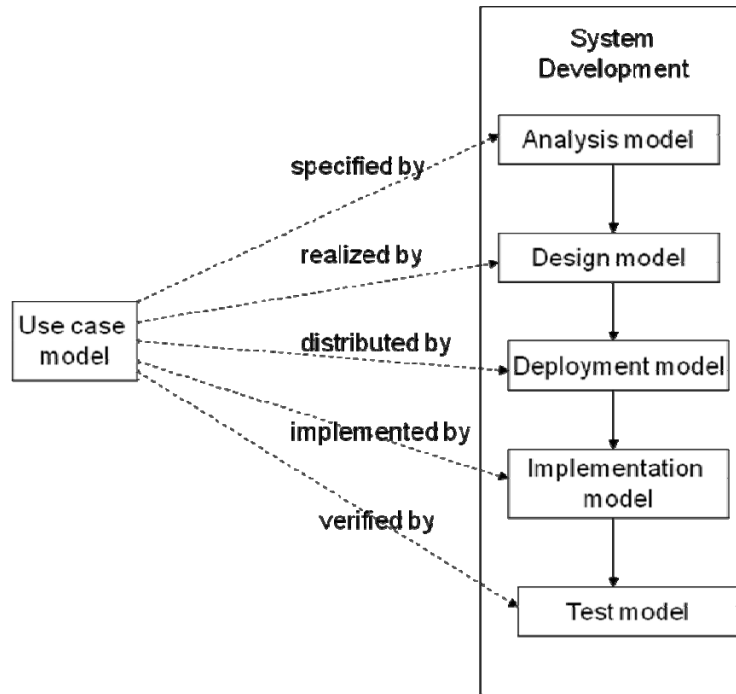 System
Development
Analysis model
specified by
realized by
Design model
Use case
model
distributed by
Deployment model
implemented by
Implementation
model
verified by
Test model